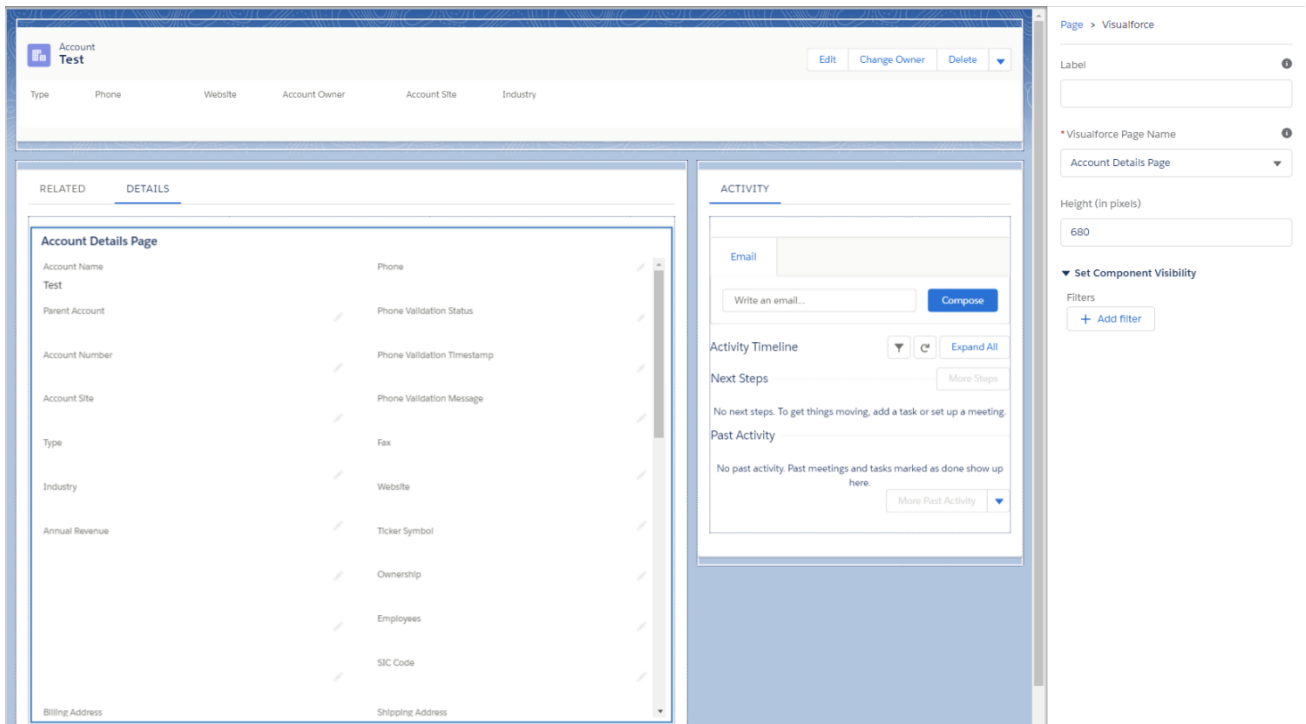 Account
Test
Edit
Change Owner
Delete
Type
Phone
Website
Account Owner
Account Site
Industry
RELATED
DETAILS
Account Details Page
Account Name
Phone
Test
Parent Account
Phone Validation Status
Account Number
Phone Validation Timestamp
Account Site
Phone Validation Message
Type
Fax
Industry
Website
Annual Revenue
Ticker Symbol
Ownership
Employees
SIC Code
Billing Address
Shipping Address
ACTIVITY
Email
Write an email...
Compose
Activity Timeline
Expand All
Next Steps
More Steps
No next steps. To get things moving, add a task or set up a meeting.
Past Activity
No past activity. Past meetings and tasks marked as done show up
here.
More Past Activity
Page > Visualforce
Label
*Visualforce Page Name
Account Details Page
Height (in pixels)
680
Set Component Visibility
Filters
+ Add filter